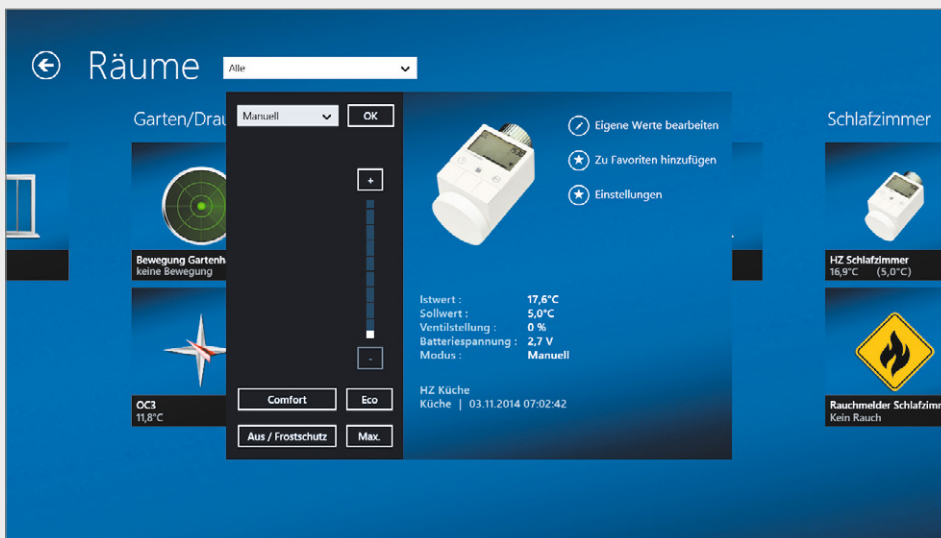 Räume
Alle
Garten/Drau
Schlafzimmer
Manuell
OK
+
-
Comfort
Eco
Aus / Frostschutz
Max.
Eigene Werte bearbeiten
Zu Favoriten hinzufügen
Einstellungen
Istwert : 17,6°C
Sollwert : 5,0°C
Ventilstellung : 0 %
Batteriespannung : 2,7 V
Modus : Manuell
HZ Küche
Küche | 03.11.2014 07:02:42
Bewegung Gartenh
keine Bewegung
OC3
11,8°C
HZ Schlafzimmer
16,9°C (5,0°C)
Rauchmelder Schlafzimm
Kein Rauch